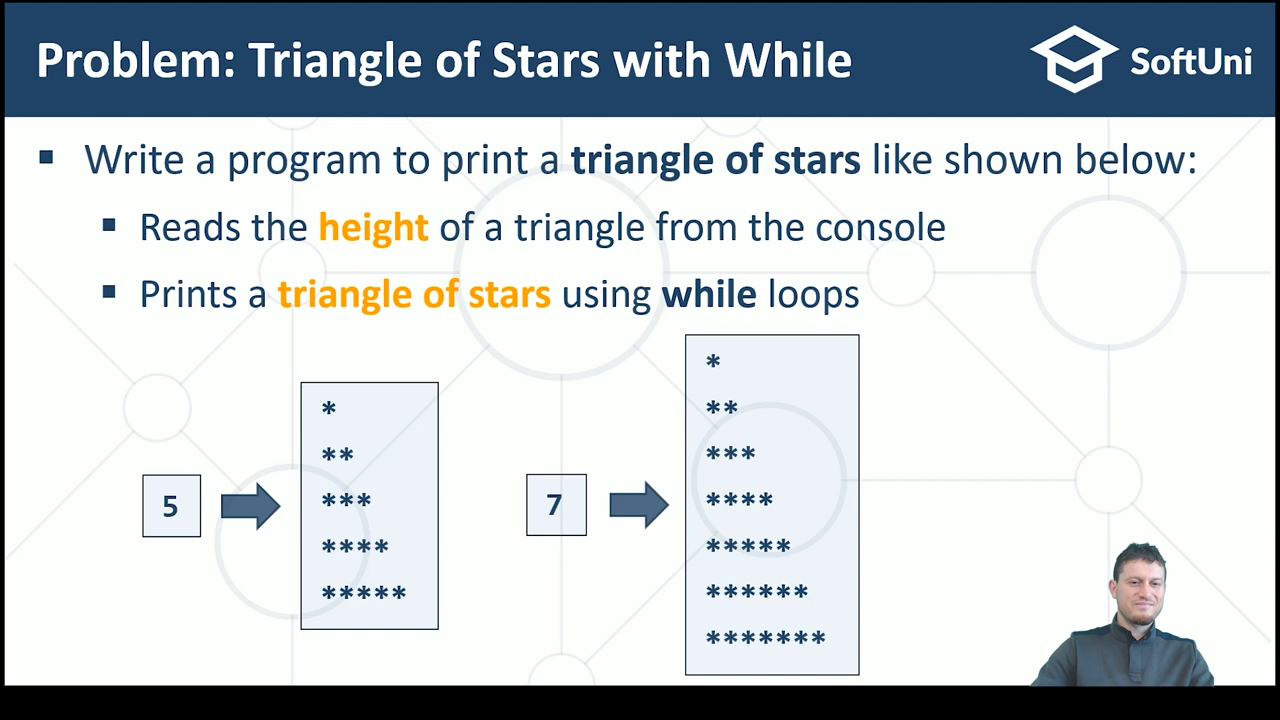 Problem: Triangle of Stars with While
SoftUni
▪ Write a program to print a triangle of stars like shown below:
▪ Reads the height of a triangle from the console
▪ Prints a triangle of stars using while loops
5
*
**
***
****
*****
7
*
**
***
****
*****
******
*******